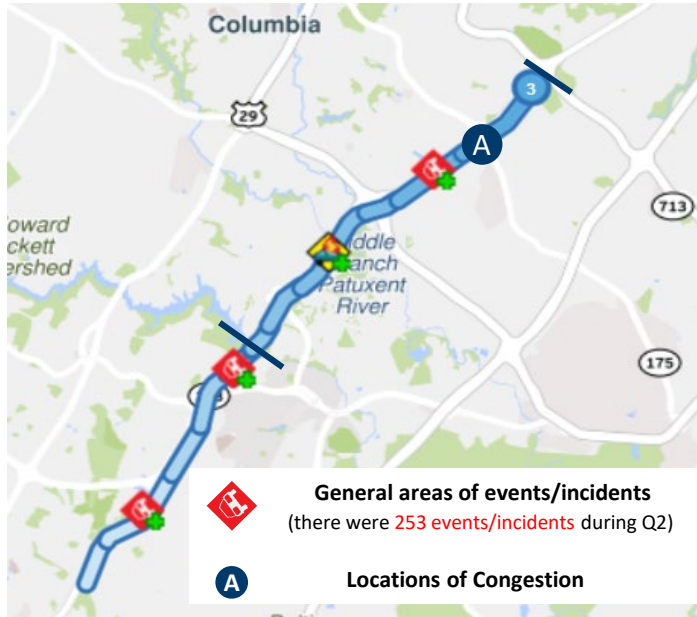 Columbia
3
29
A
713
oward
ckett
ershed
iddle
anch
Patuxent
River
175
General areas of events/incidents
(there were 253 events/incidents during Q2)
A
Locations of Congestion